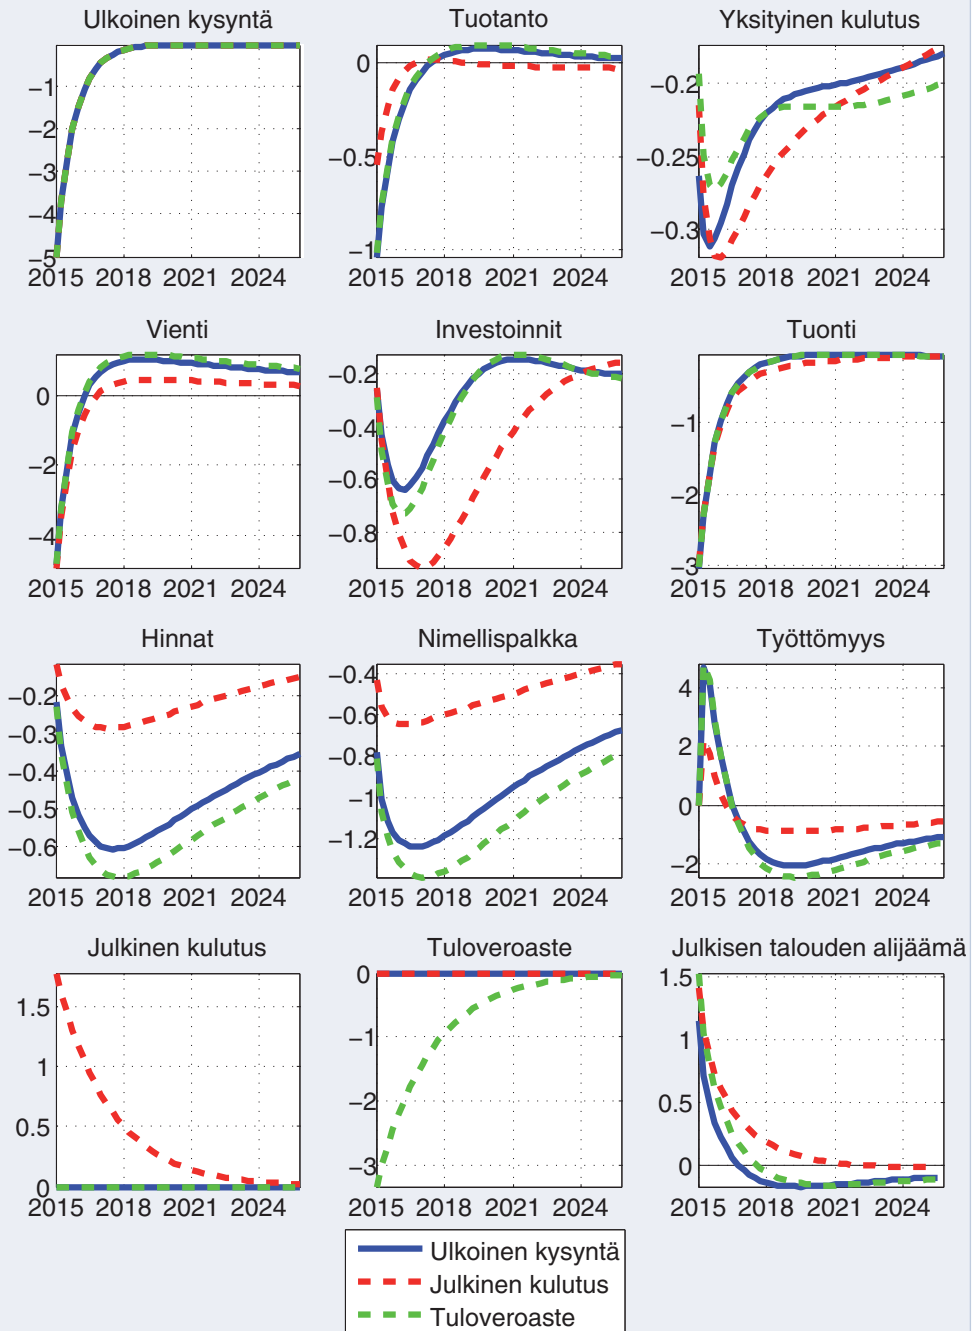 Ulkoinen kysyntä
−1
−2
−3
−4
−5
2015 2018 2021 2024
Tuotanto
0
−0.5
−1
2015 2018 2021 2024
Yksityinen kulutus
−0.2
−0.25
−0.3
2015 2018 2021 2024
Vienti
0
−2
−4
2015 2018 2021 2024
Investoinnit
−0.2
−0.4
−0.6
−0.8
2015 2018 2021 2024
Tuonti
−1
−2
−3
2015 2018 2021 2024
Hinnat
−0.2
−0.3
−0.4
−0.5
−0.6
2015 2018 2021 2024
Nimellispalkka
−0.4
−0.6
−0.8
−1
−1.2
2015 2018 2021 2024
Työttömyys
4
2
0
−2
2015 2018 2021 2024
Julkinen kulutus
1.5
1
0.5
0
2015 2018 2021 2024
Tuloveroaste
0
−1
−2
−3
2015 2018 2021 2024
Julkisen talouden alijäämä
1.5
1
0.5
0
2015 2018 2021 2024
Ulkoinen kysyntä
Julkinen kulutus
Tuloveroaste